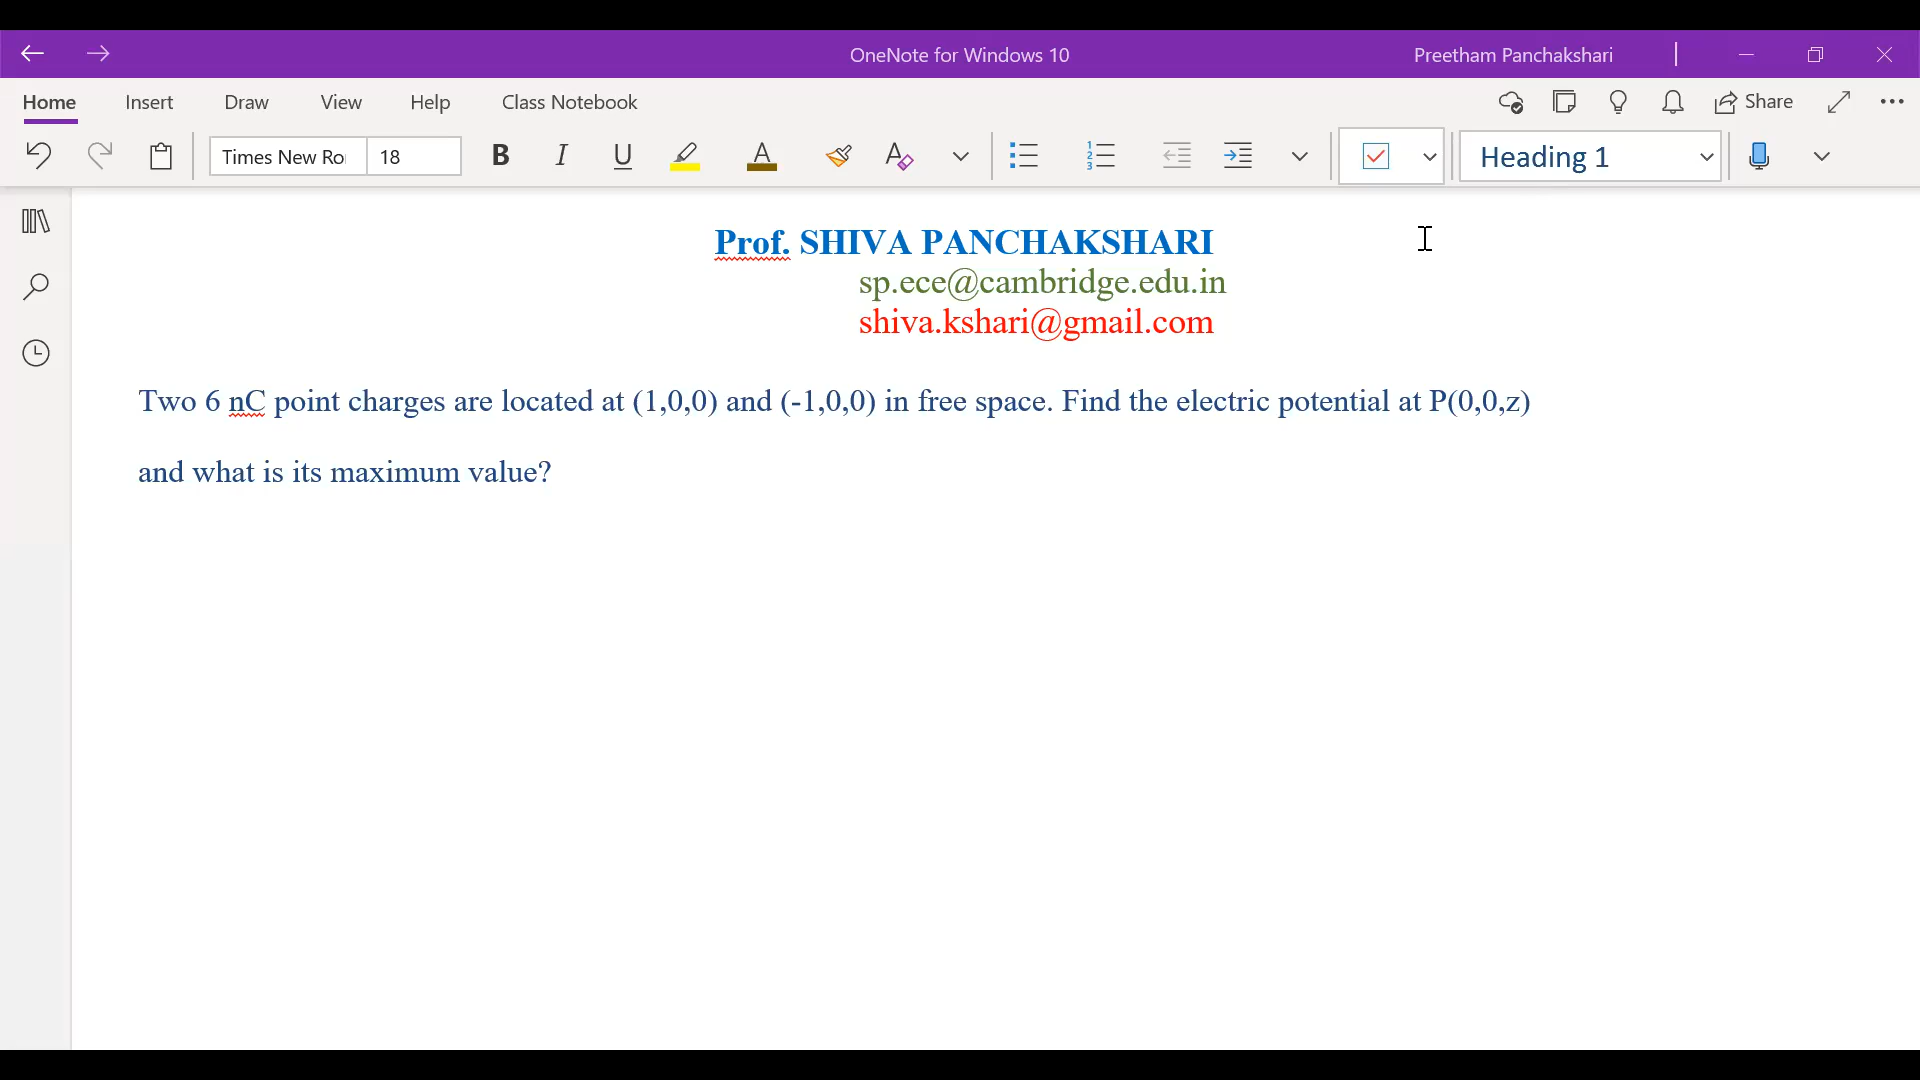 OneNote for Windows 10
Preetham Panchakshari
Home Insert Draw View Help Class Notebook Share
Times New Ro 18 B I U A A Heading 1
Prof. SHIVA PANCHAKSHARI
sp.ece@cambridge.edu.in
shiva.kshari@gmail.com
Two 6 nC point charges are located at (1,0,0) and (-1,0,0) in free space. Find the electric potential at P(0,0,z)
and what is its maximum value?